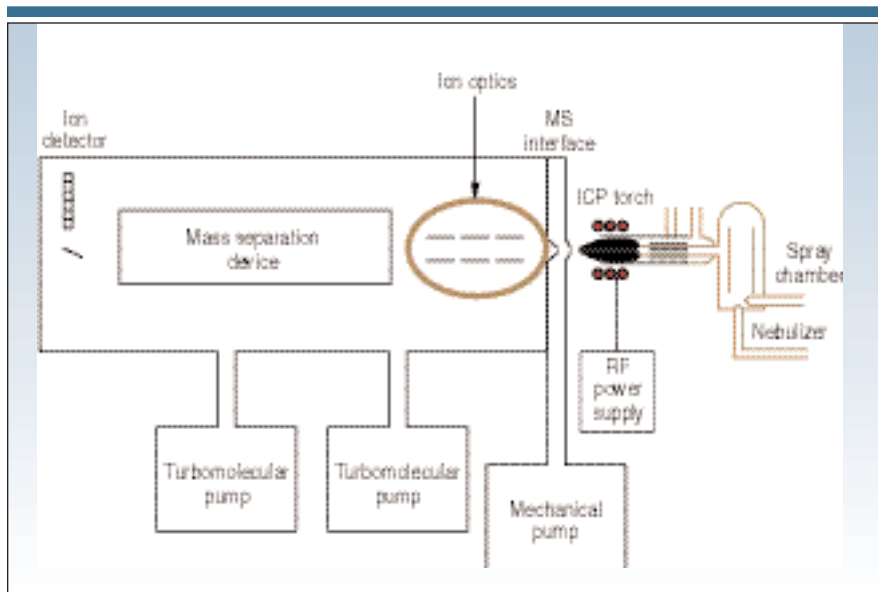 Ion optics
Ion
detector
MS
interface
ICP torch
Mass separation
device
Spray
chamber
Nebulizer
RF
power
supply
Turbomolecular
pump
Turbomolecular
pump
Mechanical
pump